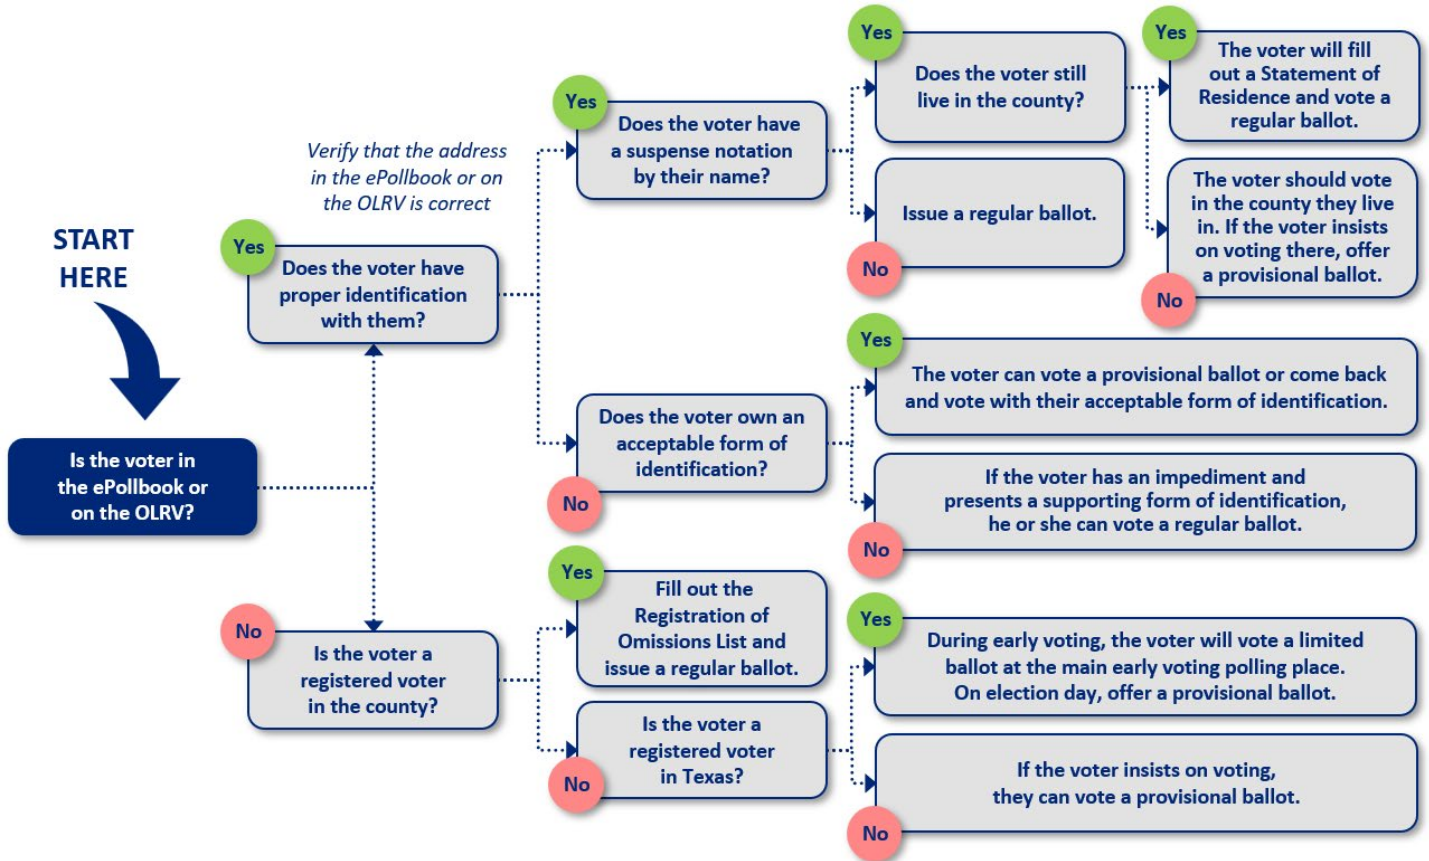 START
HERE
Is the voter in
the ePollbook or
on the OLRV?
Yes
Does the voter have
proper identification
with them?
Verify that the address
in the ePollbook or on
the OLRV is correct
Yes
Does the voter have
a suspense notation
by their name?
Yes
Does the voter still
live in the county?
Yes
The voter will fill
out a Statement of
Residence and vote a
regular ballot.
The voter should vote
in the county they live
in. If the voter insists
on voting there, offer
a provisional ballot.
No
Issue a regular ballot.
No
Does the voter own an
acceptable form of
identification?
No
Yes
The voter can vote a provisional ballot or come back
and vote with their acceptable form of identification.
If the voter has an impediment and
presents a supporting form of identification,
he or she can vote a regular ballot.
No
No
Is the voter a
registered voter
in the county?
Yes
Fill out the
Registration of
Omissions List and
issue a regular ballot.
Is the voter a
registered voter
in Texas?
No
Yes
During early voting, the voter will vote a limited
ballot at the main early voting polling place.
On election day, offer a provisional ballot.
If the voter insists on voting,
they can vote a provisional ballot.
No